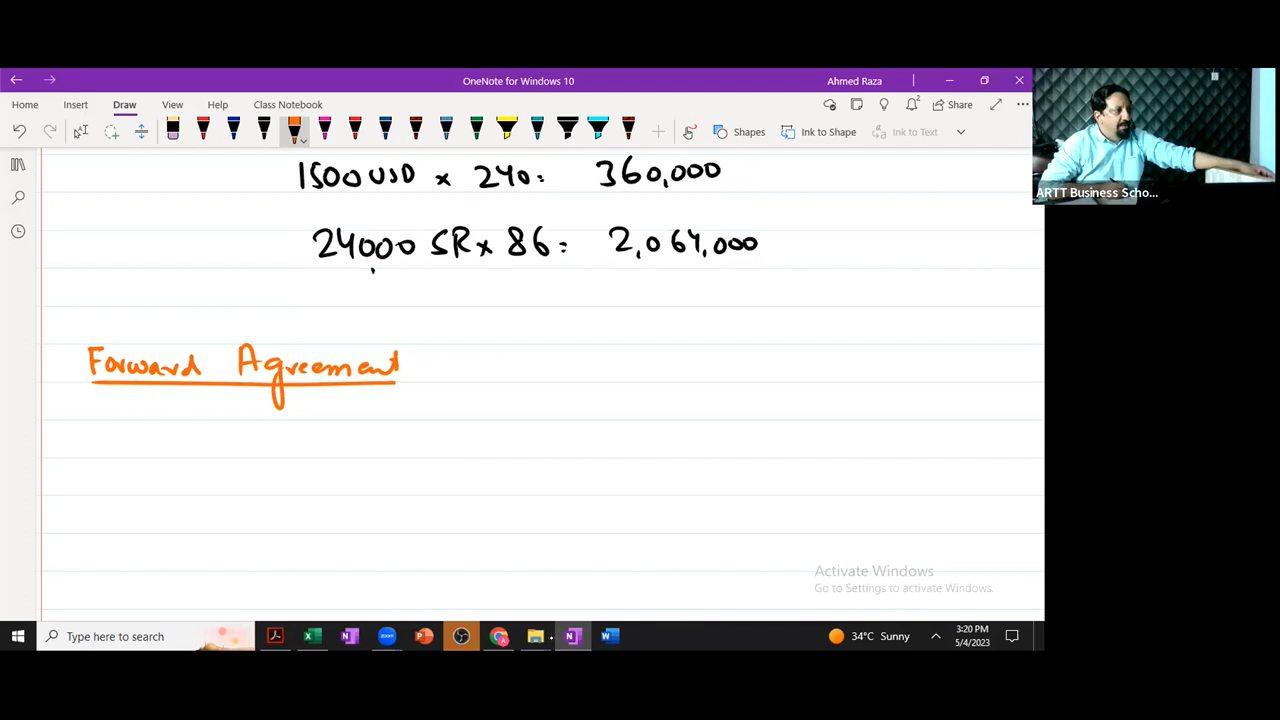 OneNote for Windows 10
Ahmed Raza
Home Insert Draw View Help Class Notebook
Share
Shapes Ink to Shape Ink to Text
1500 USD x 240 = 360,000
24000 SR x 86 = 2,064,000
Forward Agreement
ARTT Business Scho...
Activate Windows
Go to Settings to activate Windows.
Type here to search
zoom
34°C Sunny
3:20 PM
5/4/2023